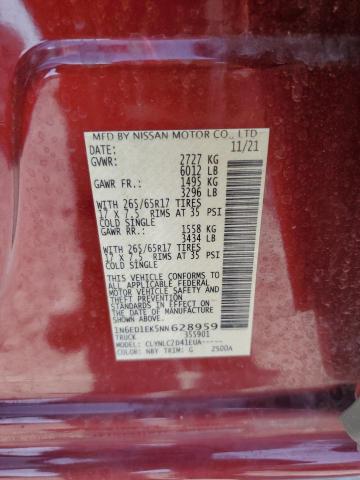 MFD BY NISSAN MOTOR CO., LTD
DATE: 11/21
GVWR: 2727 KG
6012 LB
GAWR FR.: 1495 KG
3296 LB
WITH 265/65R17 TIRES
17 X 7.5 RIMS AT 35 PSI
COLD SINGLE
GAWR RR.: 1558 KG
3434 LB
WITH 265/65R17 TIRES
17 X 7.5 RIMS AT 35 PSI
COLD SINGLE
THIS VEHICLE CONFORMS TO
ALL APPLICABLE FEDERAL
MOTOR VEHICLE SAFETY
STANDARDS IN EFFECT ON
THE DATE OF MANUFACTURE
SHOWN ABOVE.
1N6ED1EK5NN628959
TRUCK 355901
MODEL: CLYNLCZD41EUA-----
COLOR: NBY TRIM: G 2500A